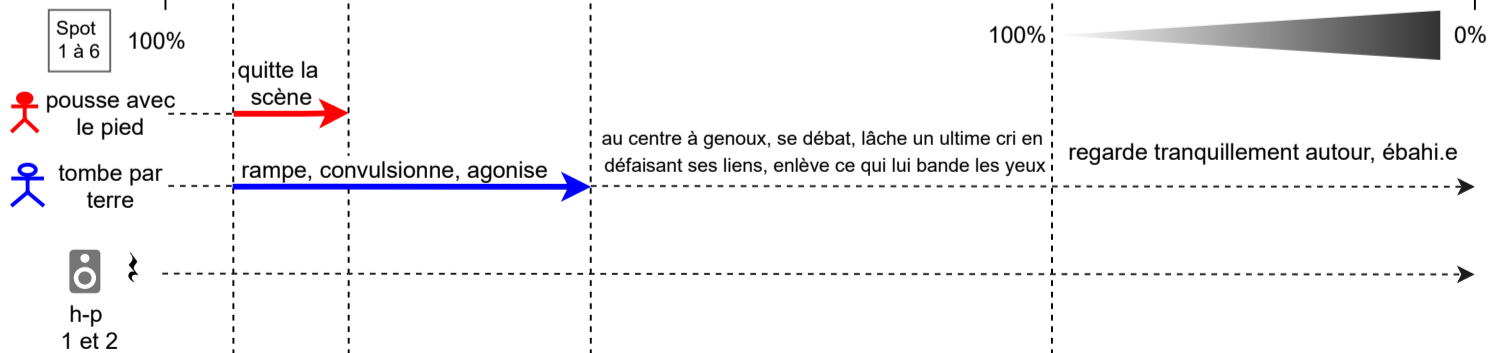 Spot
1 à 6
100%
100%
0%
quitte la
scène
pousse avec
le pied
au centre à genoux, se débat, lâche un ultime cri en
défaisant ses liens, enlève ce qui lui bande les yeux
regarde tranquillement autour, ébahi.e
tombe par
terre
rampe, convulsionne, agonise
h-p
1 et 2